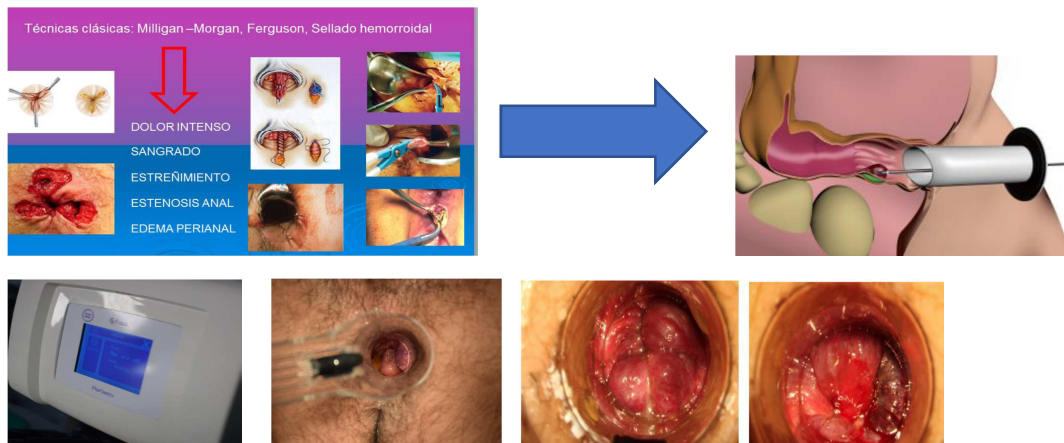 Técnicas clásicas: Milligan –Morgan, Ferguson, Sellado hemorroidal
DOLOR INTENSO
SANGRADO
ESTREÑIMIENTO
ESTENOSIS ANAL
EDEMA PERIANAL